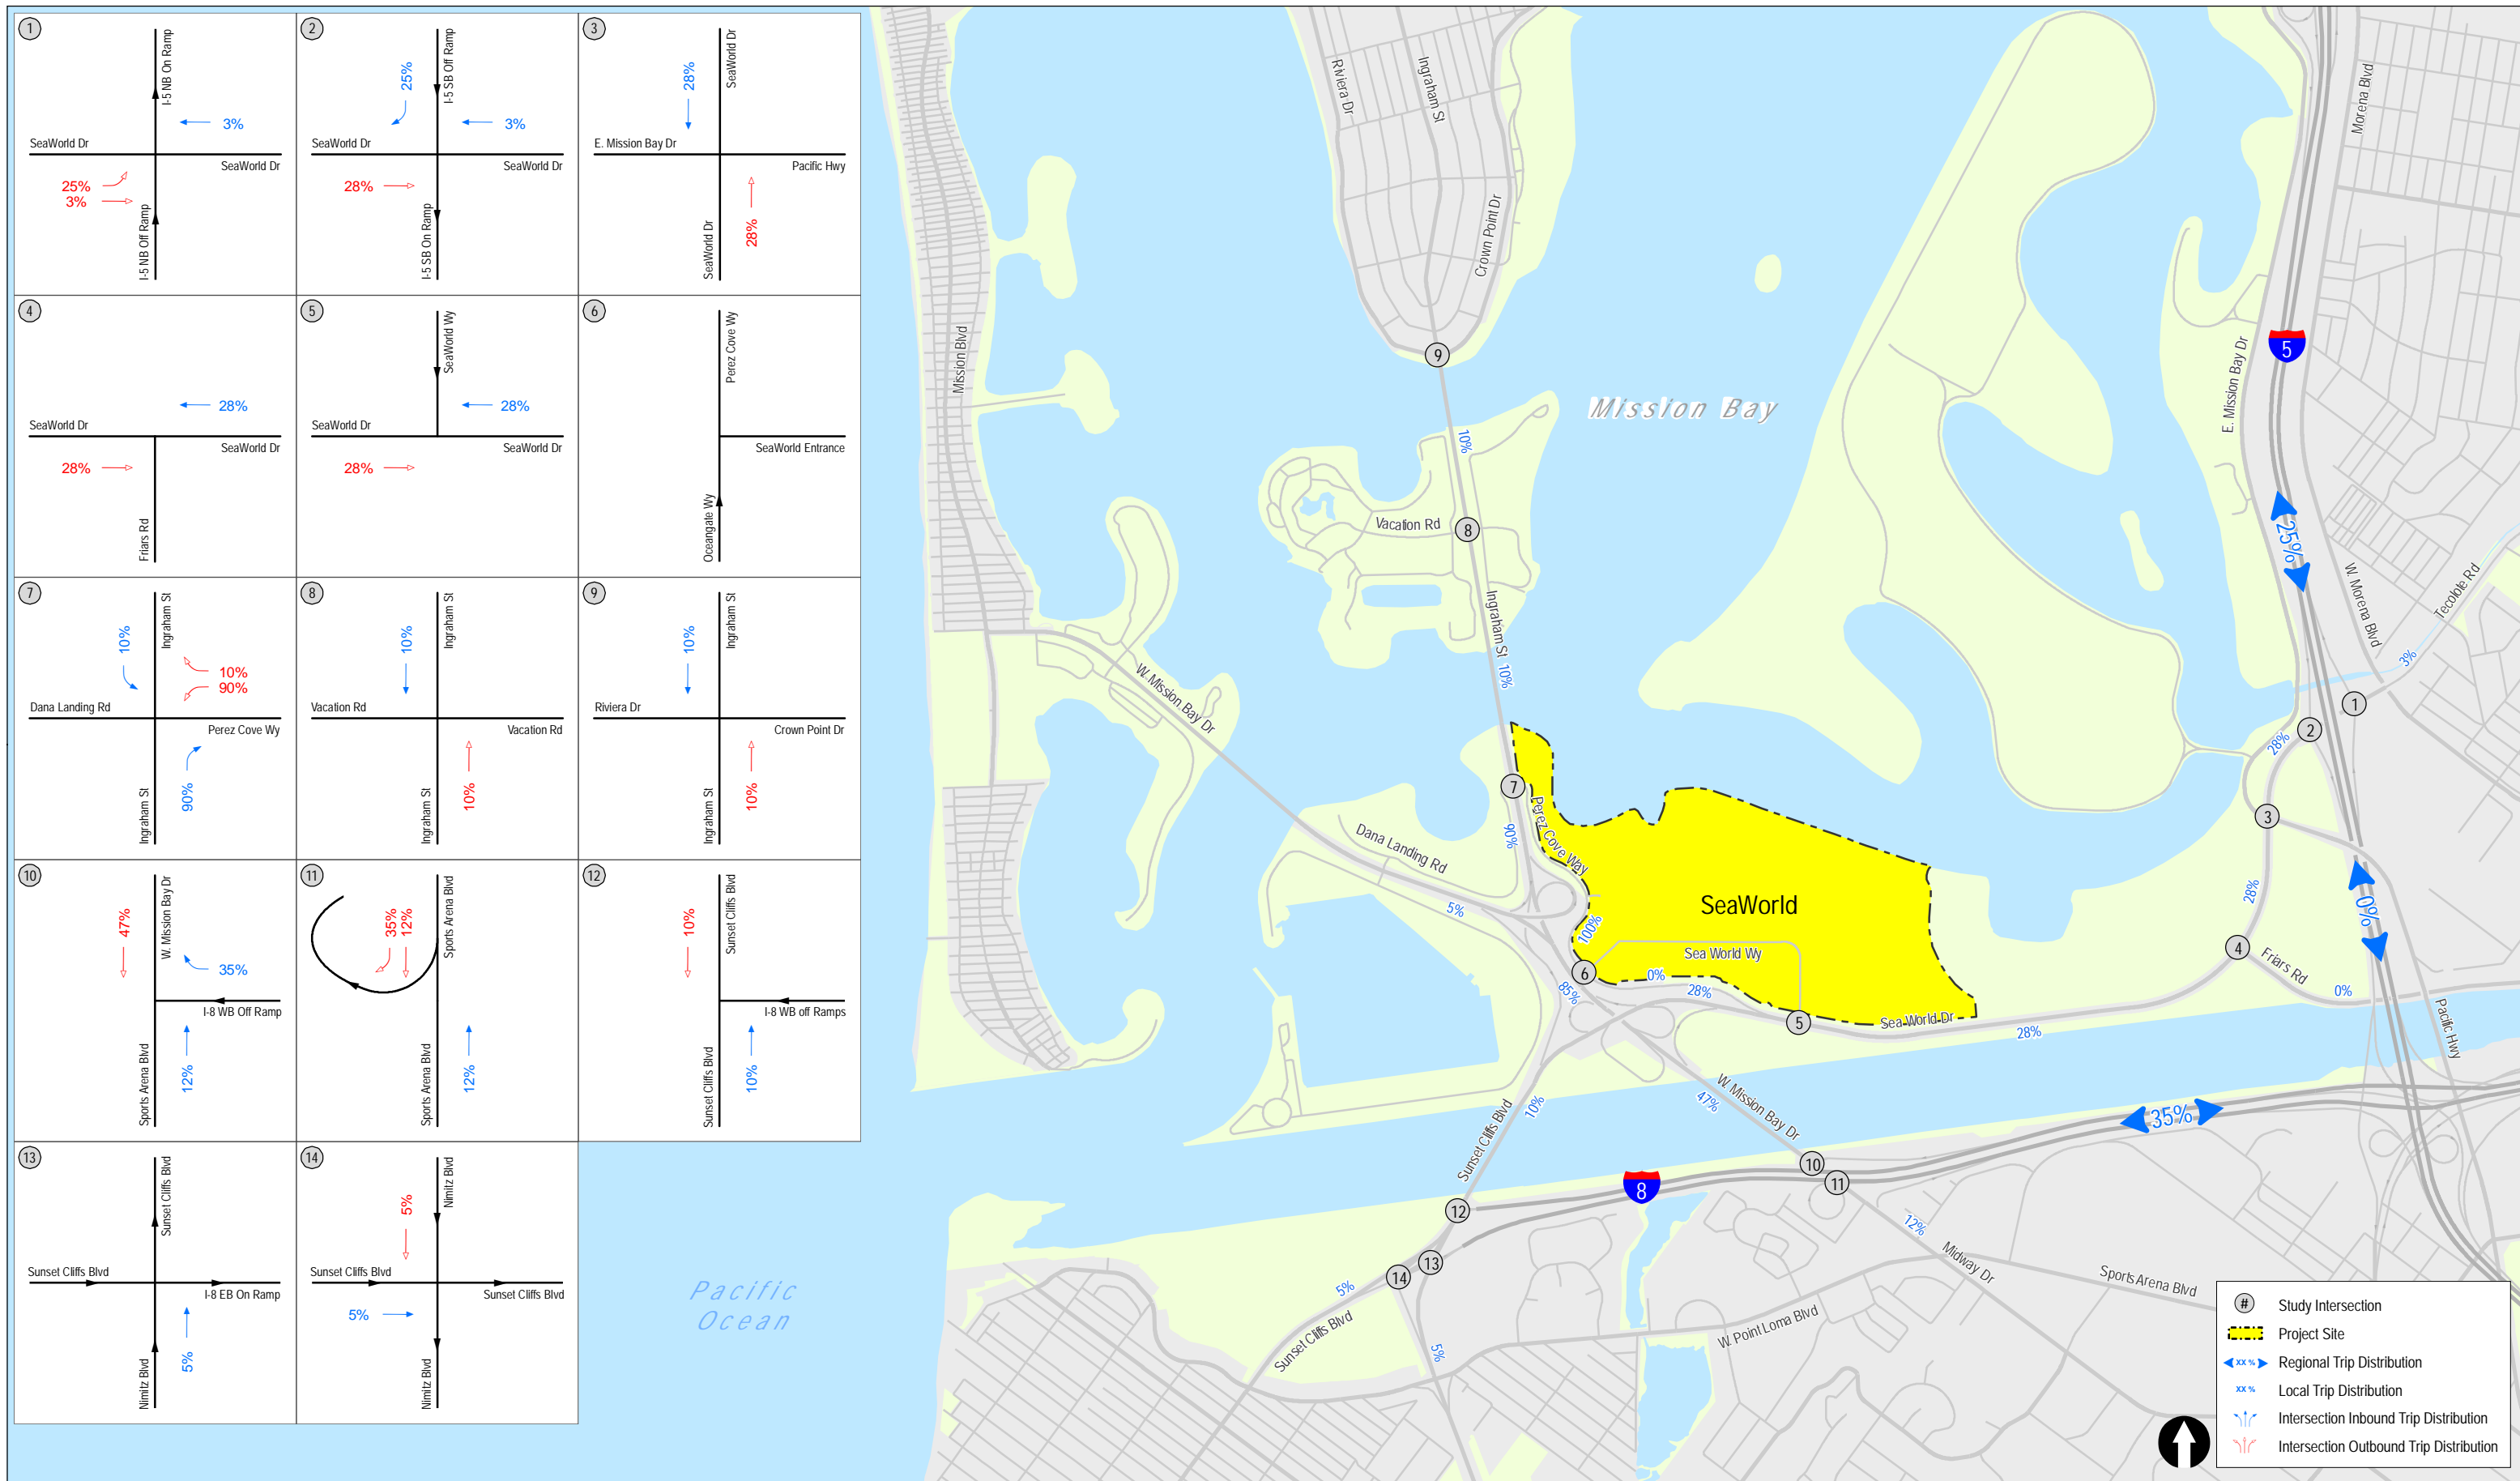 1
I-5 NB On Ramp
3%
SeaWorld Dr
SeaWorld Dr
25%
3%
I-5 NB Off Ramp
2
25%
I-5 SB Off Ramp
3%
SeaWorld Dr
SeaWorld Dr
28%
I-5 SB On Ramp
3
28%
SeaWorld Dr
E. Mission Bay Dr
Pacific Hwy
SeaWorld Dr
28%
4
28%
SeaWorld Dr
SeaWorld Dr
28%
Friars Rd
5
SeaWorld Wy
28%
SeaWorld Dr
SeaWorld Dr
28%
6
Perez Cove Wy
SeaWorld Entrance
Oceangate Wy
7
10%
Ingraham St
10%
90%
Dana Landing Rd
Perez Cove Wy
Ingraham St
90%
8
10%
Ingraham St
Vacation Rd
Vacation Rd
Ingraham St
10%
9
10%
Ingraham St
Riviera Dr
Crown Point Dr
Ingraham St
10%
10
47%
W. Mission Bay Dr
35%
I-8 WB Off Ramp
Sports Arena Blvd
12%
11
35%
12%
Sports Arena Blvd
Sports Arena Blvd
12%
12
10%
Sunset Cliffs Blvd
I-8 WB off Ramps
Sunset Cliffs Blvd
10%
13
Sunset Cliffs Blvd
Sunset Cliffs Blvd
I-8 EB On Ramp
Nimitz Blvd
5%
14
5%
Nimitz Blvd
Sunset Cliffs Blvd
Sunset Cliffs Blvd
5%
Nimitz Blvd
Riviera Dr
Ingraham St
Crown Point Dr
Morena Blvd
Mission Blvd
9
Mission Bay
E. Mission Bay Dr
5
10%
Vacation Rd
8
25%
Ingraham St
10%
W. Morena Blvd
Tecolote Rd
3%
W. Mission Bay Dr
1
2
28%
7
Perez Cove Way
90%
3
Dana Landing Rd
5%
SeaWorld
28%
0%
100%
Sea World Wy
4
Friars Rd
6
0%
28%
85%
0%
5
Sea World Dr
28%
Pacific Hwy
10%
Sunset Cliffs Blvd
47%
W. Mission Bay Dr
35%
10
11
8
12
12%
13
14
Midway Dr
5%
Sunset Cliffs Blvd
5%
W. Point Loma Blvd
Sports Arena Blvd
Pacific
Ocean
# Study Intersection
Project Site
XX % Regional Trip Distribution
XX % Local Trip Distribution
Intersection Inbound Trip Distribution
Intersection Outbound Trip Distribution